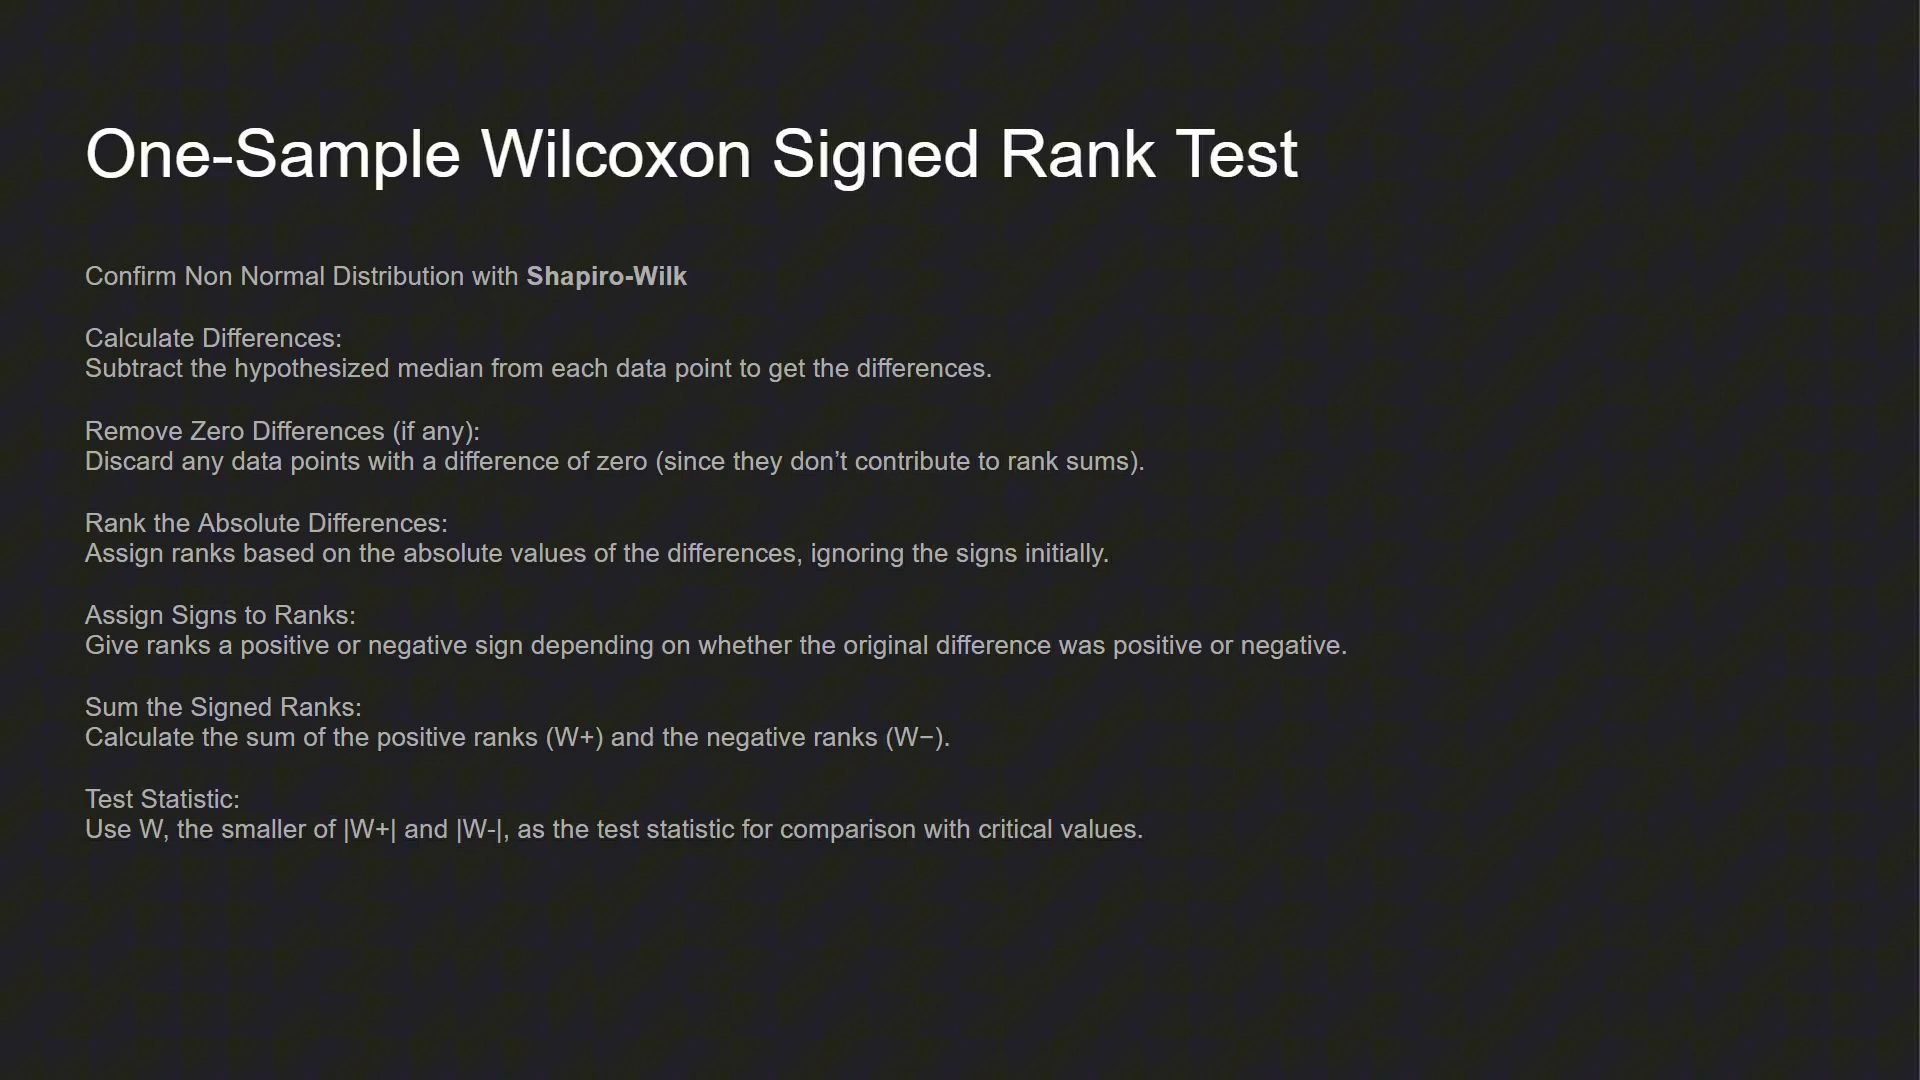 One-Sample Wilcoxon Signed Rank Test
Confirm Non Normal Distribution with Shapiro-Wilk
Calculate Differences:
Subtract the hypothesized median from each data point to get the differences.
Remove Zero Differences (if any):
Discard any data points with a difference of zero (since they don’t contribute to rank sums).
Rank the Absolute Differences:
Assign ranks based on the absolute values of the differences, ignoring the signs initially.
Assign Signs to Ranks:
Give ranks a positive or negative sign depending on whether the original difference was positive or negative.
Sum the Signed Ranks:
Calculate the sum of the positive ranks (W+) and the negative ranks (W−).
Test Statistic:
Use W, the smaller of |W+| and |W-|, as the test statistic for comparison with critical values.